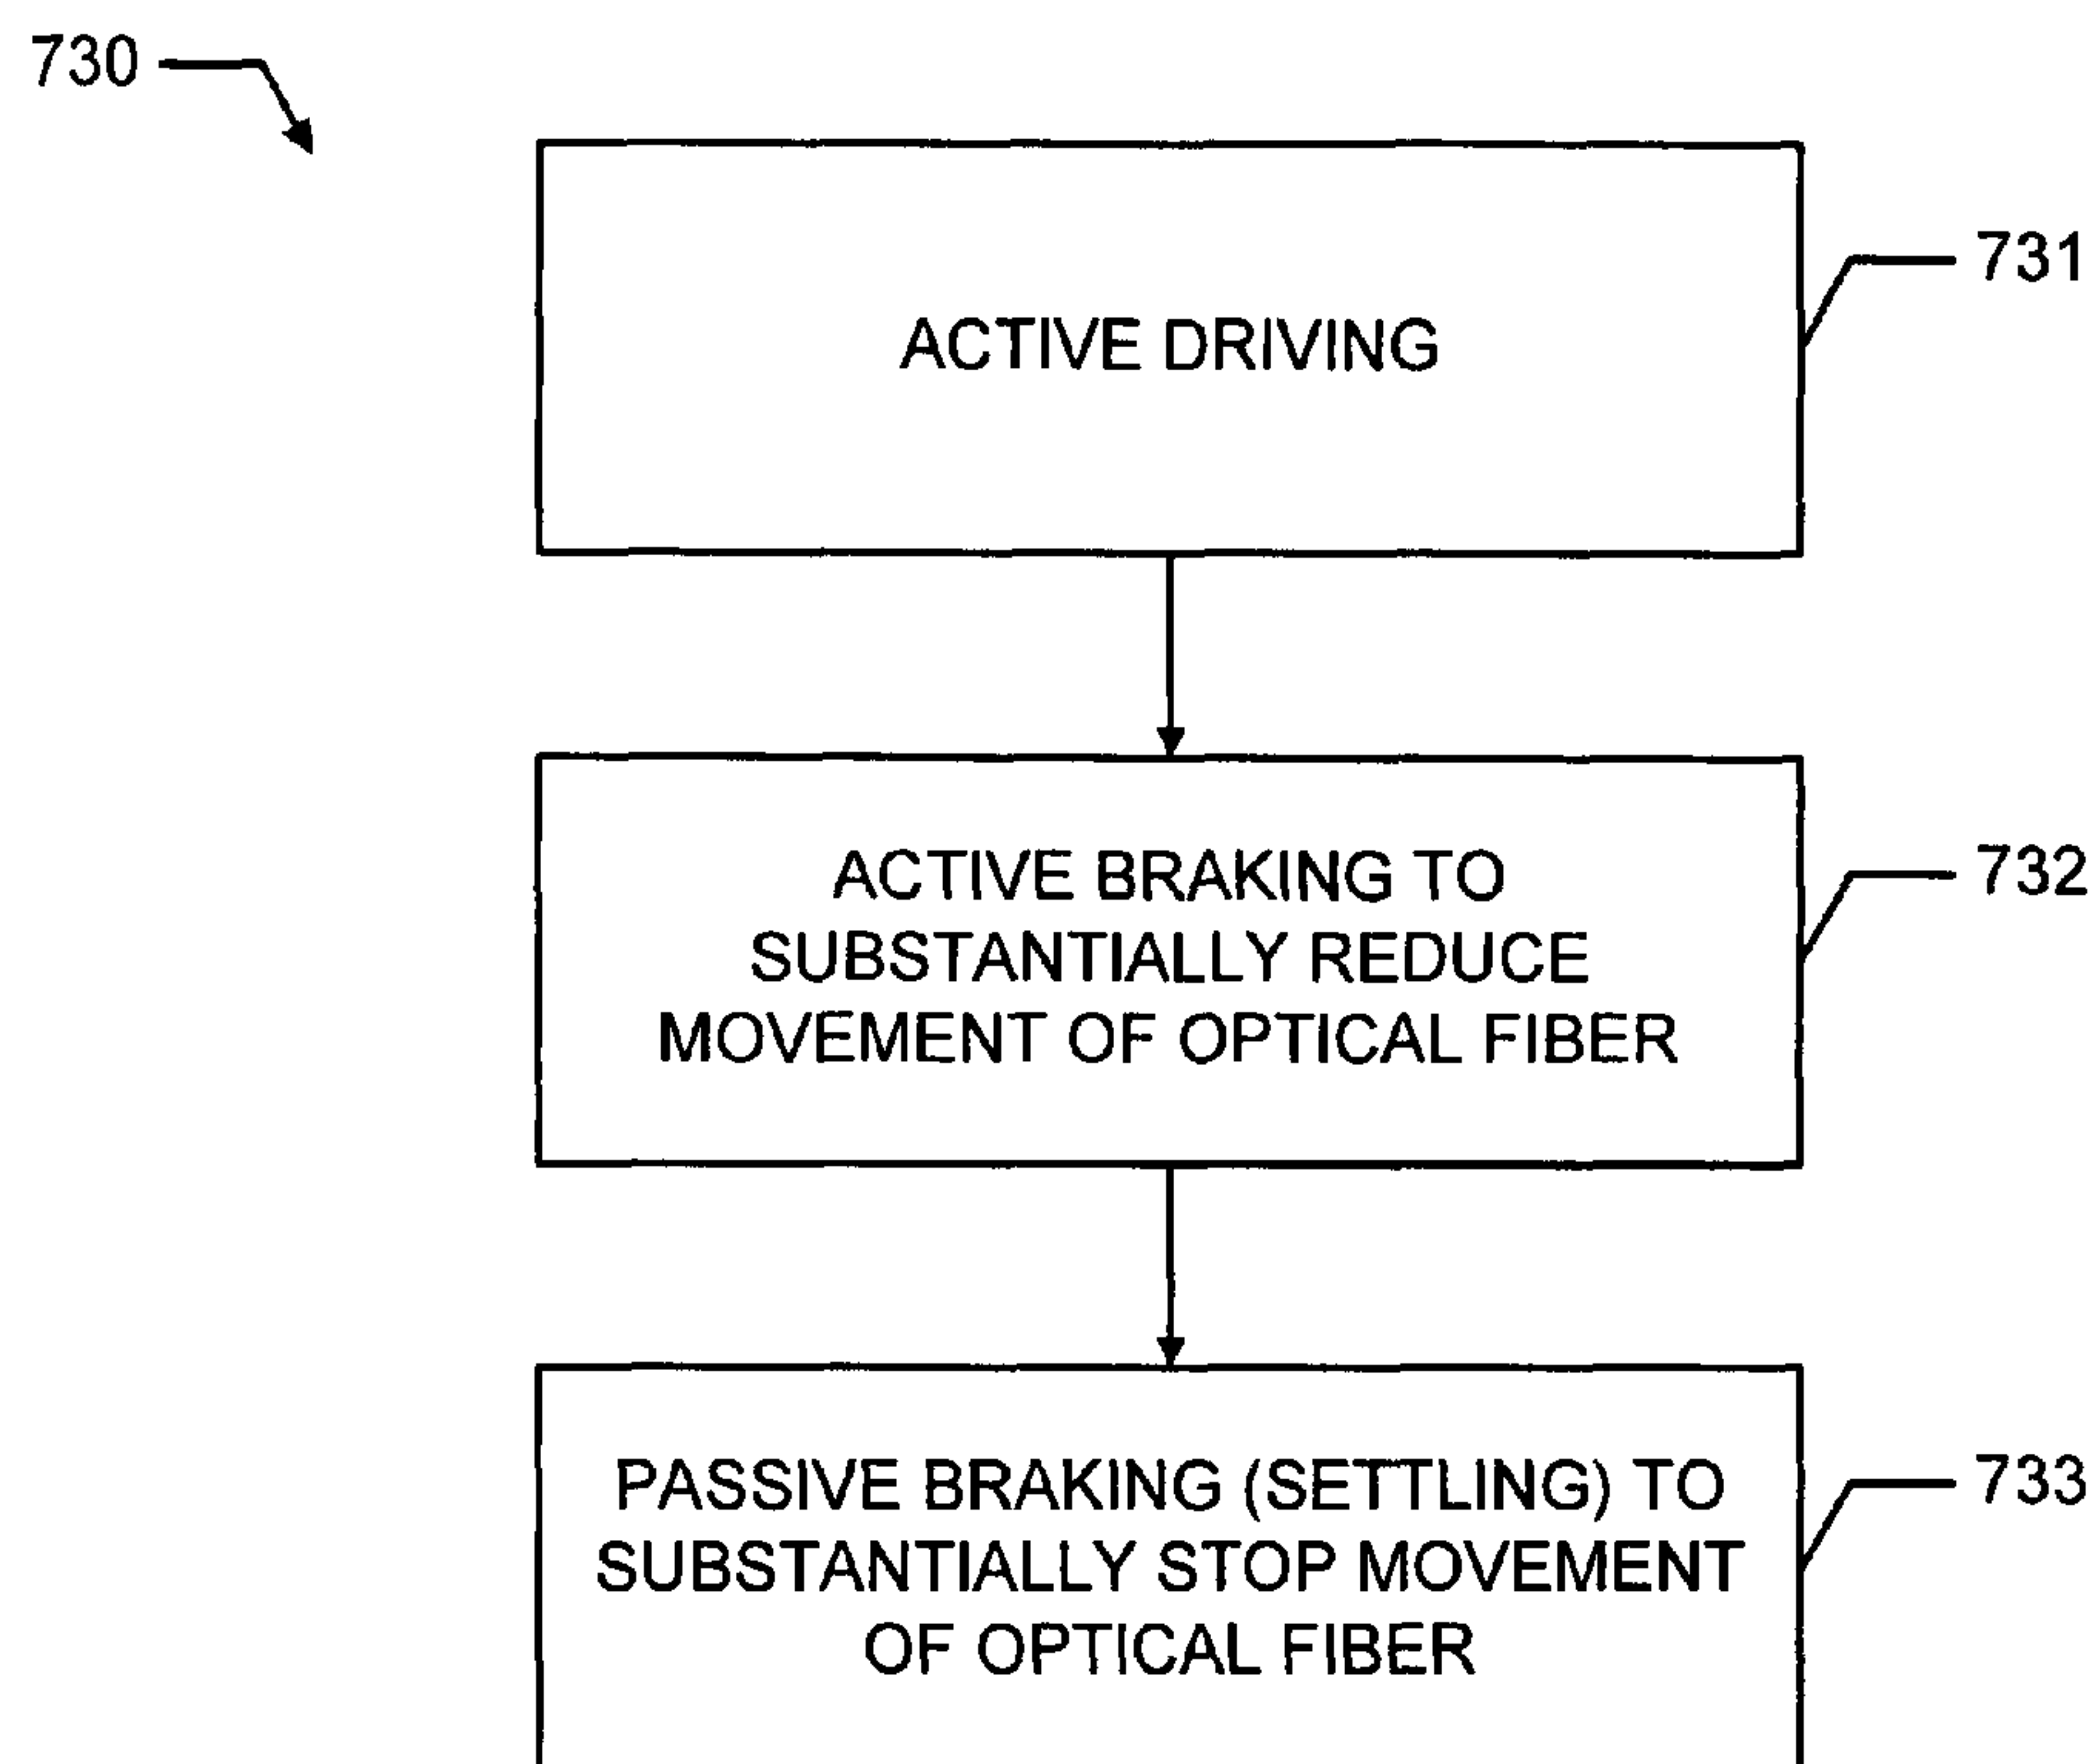 730
731
ACTIVE DRIVING
732
ACTIVE BRAKING TO
SUBSTANTIALLY REDUCE
MOVEMENT OF OPTICAL FIBER
733
PASSIVE BRAKING (SETTLING) TO
SUBSTANTIALLY STOP MOVEMENT
OF OPTICAL FIBER